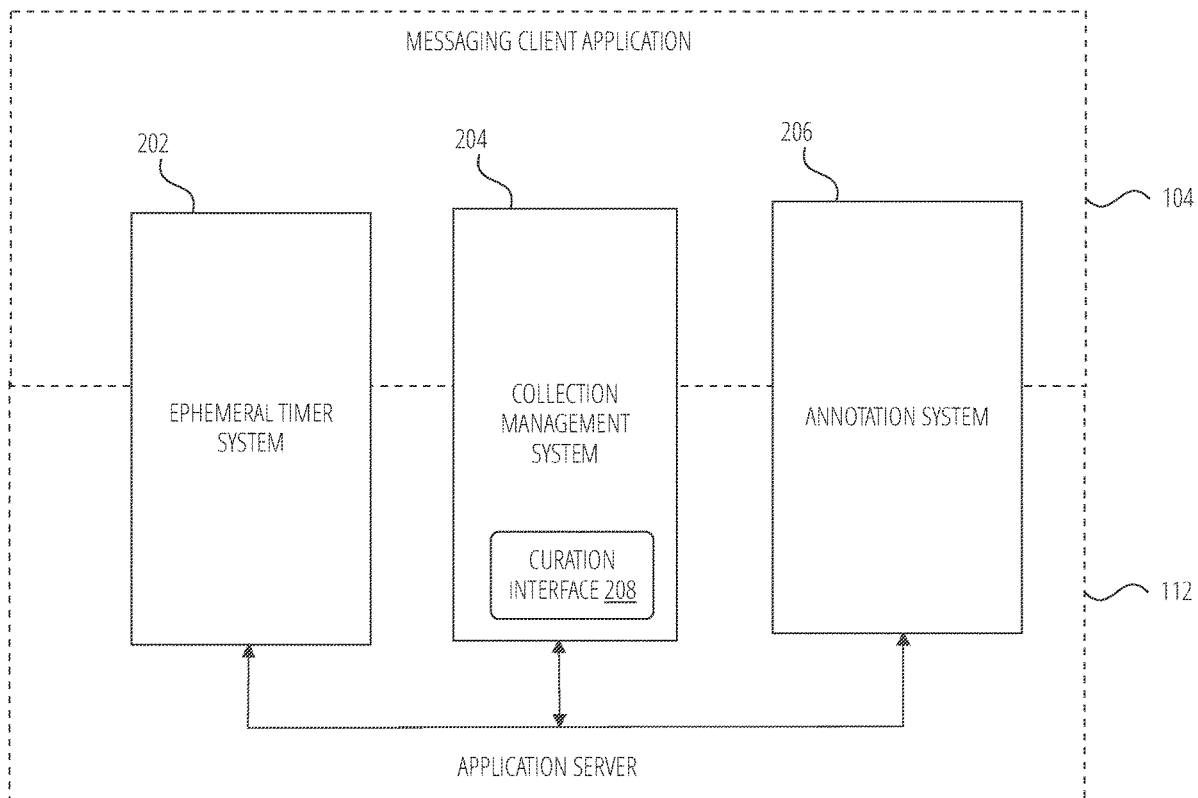 MESSAGING CLIENT APPLICATION
202
204
206
104
EPHEMERAL TIMER
SYSTEM
COLLECTION
MANAGEMENT
SYSTEM
ANNOTATION SYSTEM
CURATION
INTERFACE 208
112
APPLICATION SERVER